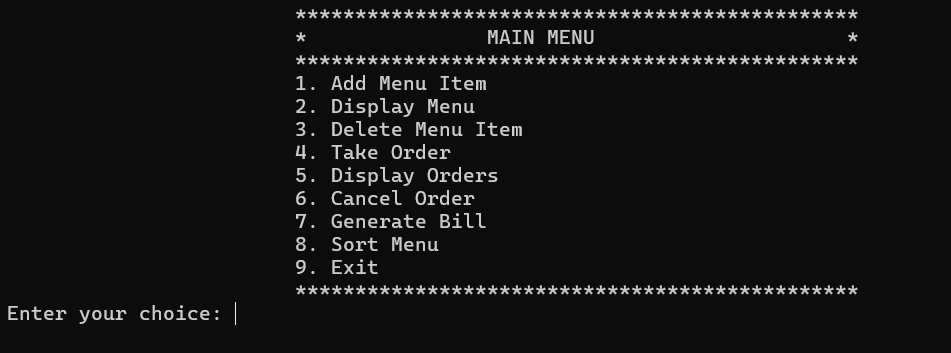 ***********************************************
* MAIN MENU *
***********************************************
1. Add Menu Item
2. Display Menu
3. Delete Menu Item
4. Take Order
5. Display Orders
6. Cancel Order
7. Generate Bill
8. Sort Menu
9. Exit
***********************************************
Enter your choice: